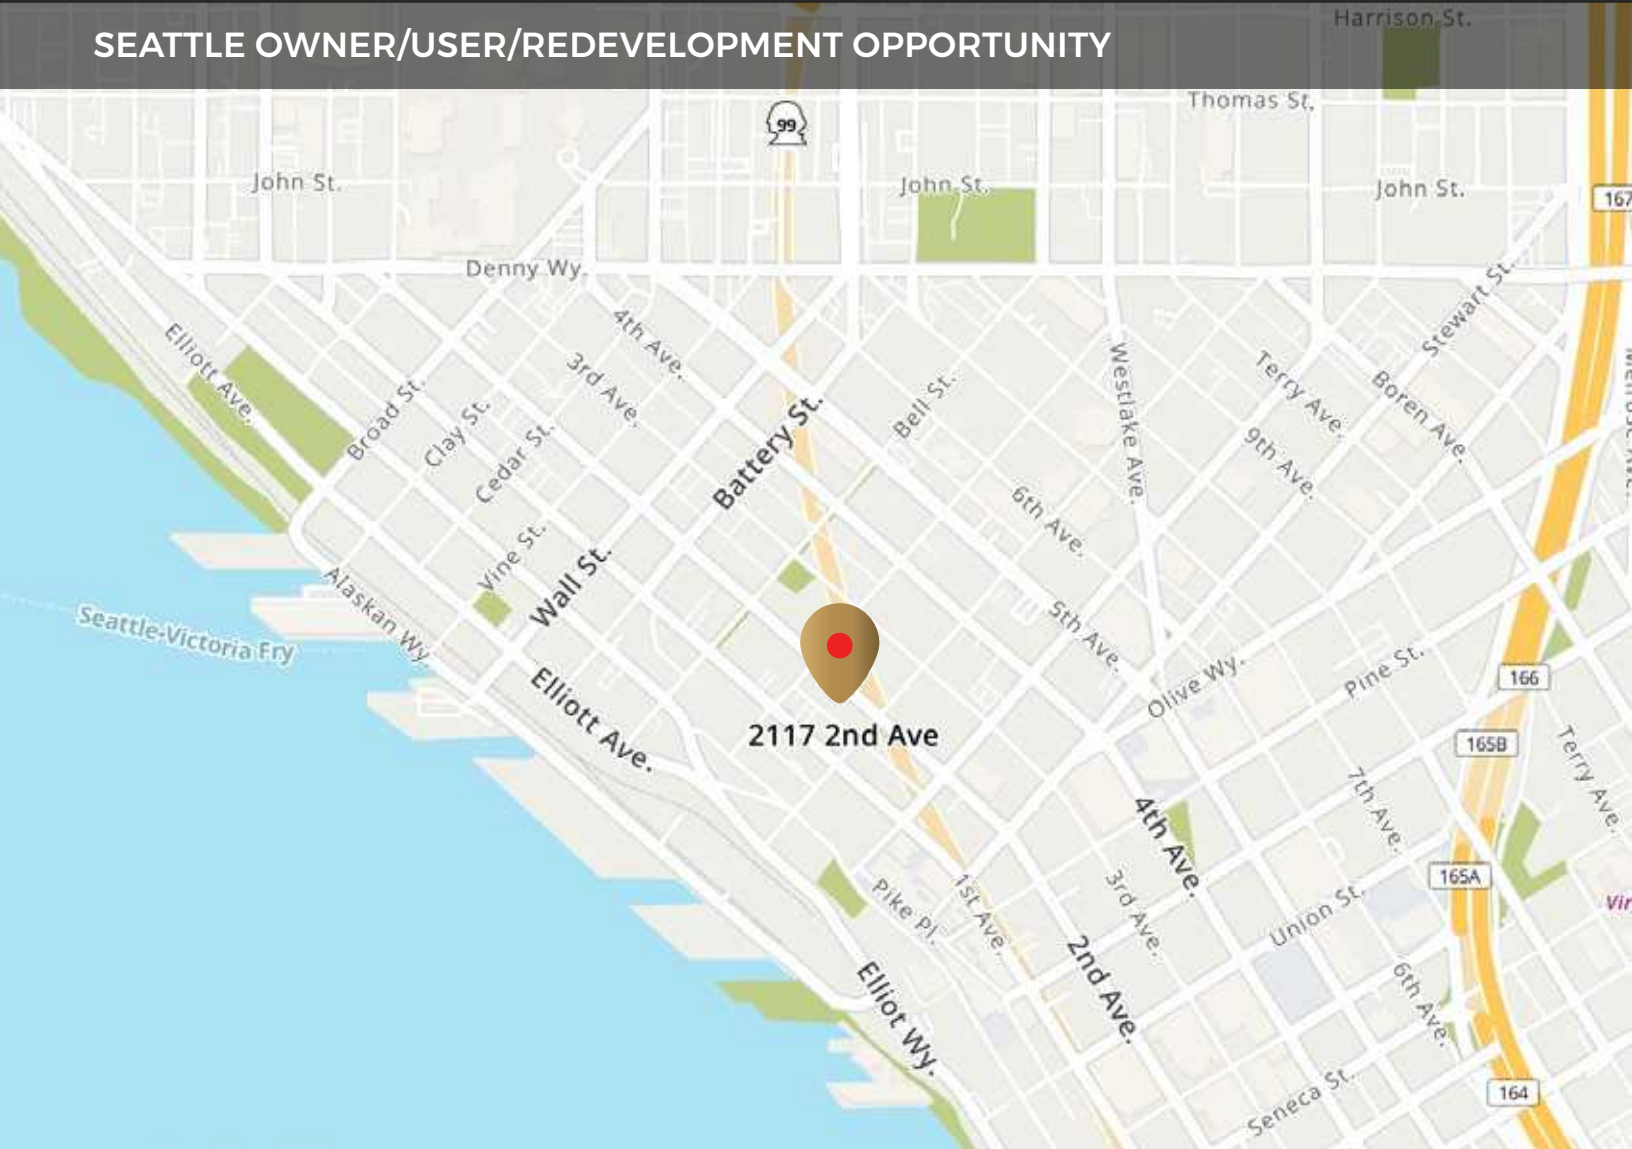 SEATTLE OWNER/USER/REDEVELOPMENT OPPORTUNITY
Harrison St.
Thomas St.
99
John St.
John St.
John St.
167
Denny Wy.
Stewart St.
Elliott Ave.
4th Ave.
3rd Ave.
Westlake Ave.
Terry Ave.
Boren Ave.
Broad St.
Clay St.
Cedar St.
Battery St.
Bell St.
9th Ave.
6th Ave.
Vine St.
Wall St.
Alaskan Wy.
Seattle-Victoria Fry
5th Ave.
Olive Wy.
Pine St.
166
Elliott Ave.
2117 2nd Ave
165B
Terry Ave.
7th Ave.
4th Ave.
165A
Pike Pl.
1st Ave.
3rd Ave.
Union St.
Vir
2nd Ave.
Elliot Wy.
6th Ave.
Seneca St.
164